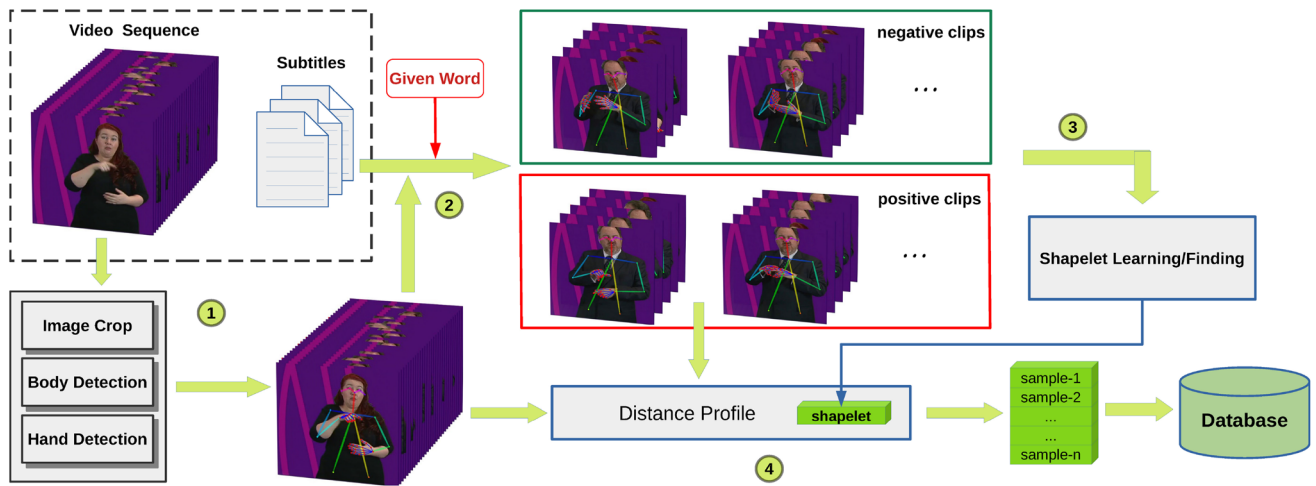 Video Sequence
Subtitles
Given Word
negative clips
...
positive clips
...
1
2
3
Image Crop
Body Detection
Hand Detection
Shapelet Learning/Finding
Distance Profile
shapelet
4
sample-1
sample-2
...
...
sample-n
Database